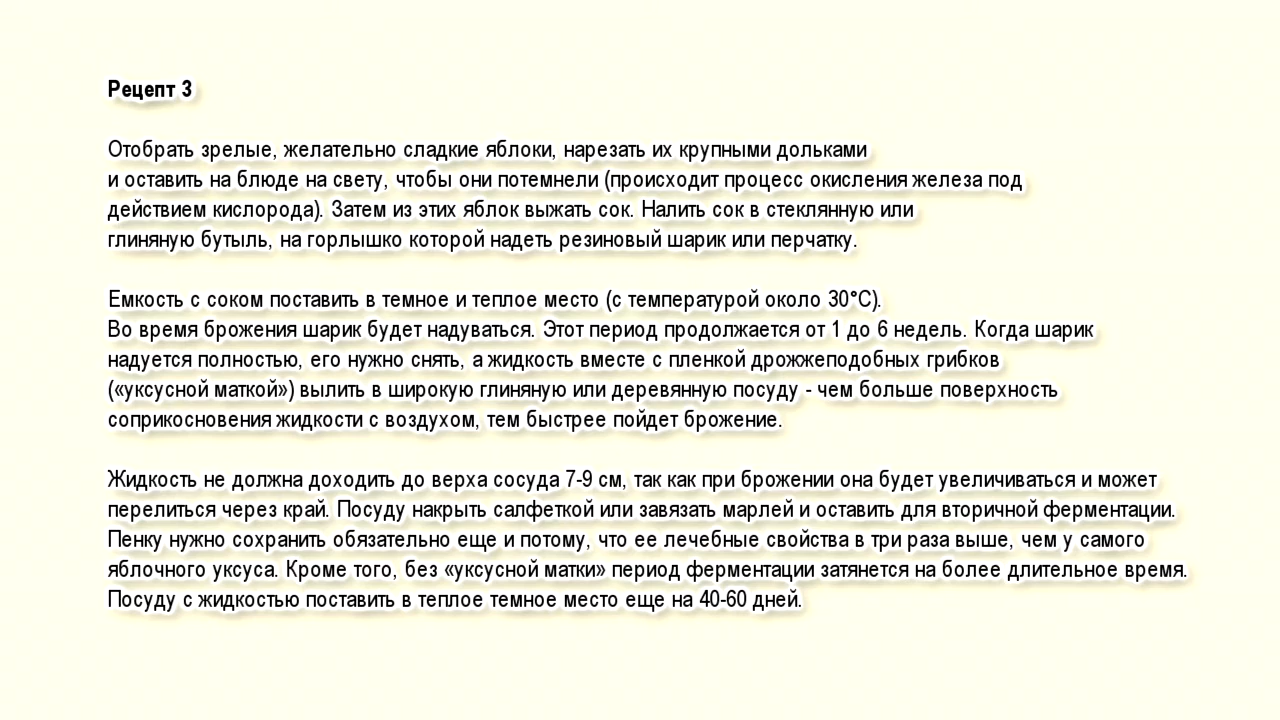 Рецепт 3
Отобрать зрелые, желательно сладкие яблоки, нарезать их крупными дольками
и оставить на блюде на свету, чтобы они потемнели (происходит процесс окисления железа под
действием кислорода). Затем из этих яблок выжать сок. Налить сок в стеклянную или
глиняную бутыль, на горлышко которой надеть резиновый шарик или перчатку.
Емкость с соком поставить в темное и теплое место (с температурой около 30°С).
Во время брожения шарик будет надуваться. Этот период продолжается от 1 до 6 недель. Когда шарик
надуется полностью, его нужно снять, а жидкость вместе с пленкой дрожжеподобных грибков
(«уксусной маткой») вылить в широкую глиняную или деревянную посуду - чем больше поверхность
соприкосновения жидкости с воздухом, тем быстрее пойдет брожение.
Жидкость не должна доходить до верха сосуда 7-9 см, так как при брожении она будет увеличиваться и может
перелиться через край. Посуду накрыть салфеткой или завязать марлей и оставить для вторичной ферментации.
Пенку нужно сохранить обязательно еще и потому, что ее лечебные свойства в три раза выше, чем у самого
яблочного уксуса. Кроме того, без «уксусной матки» период ферментации затянется на более длительное время.
Посуду с жидкостью поставить в теплое темное место еще на 40-60 дней.